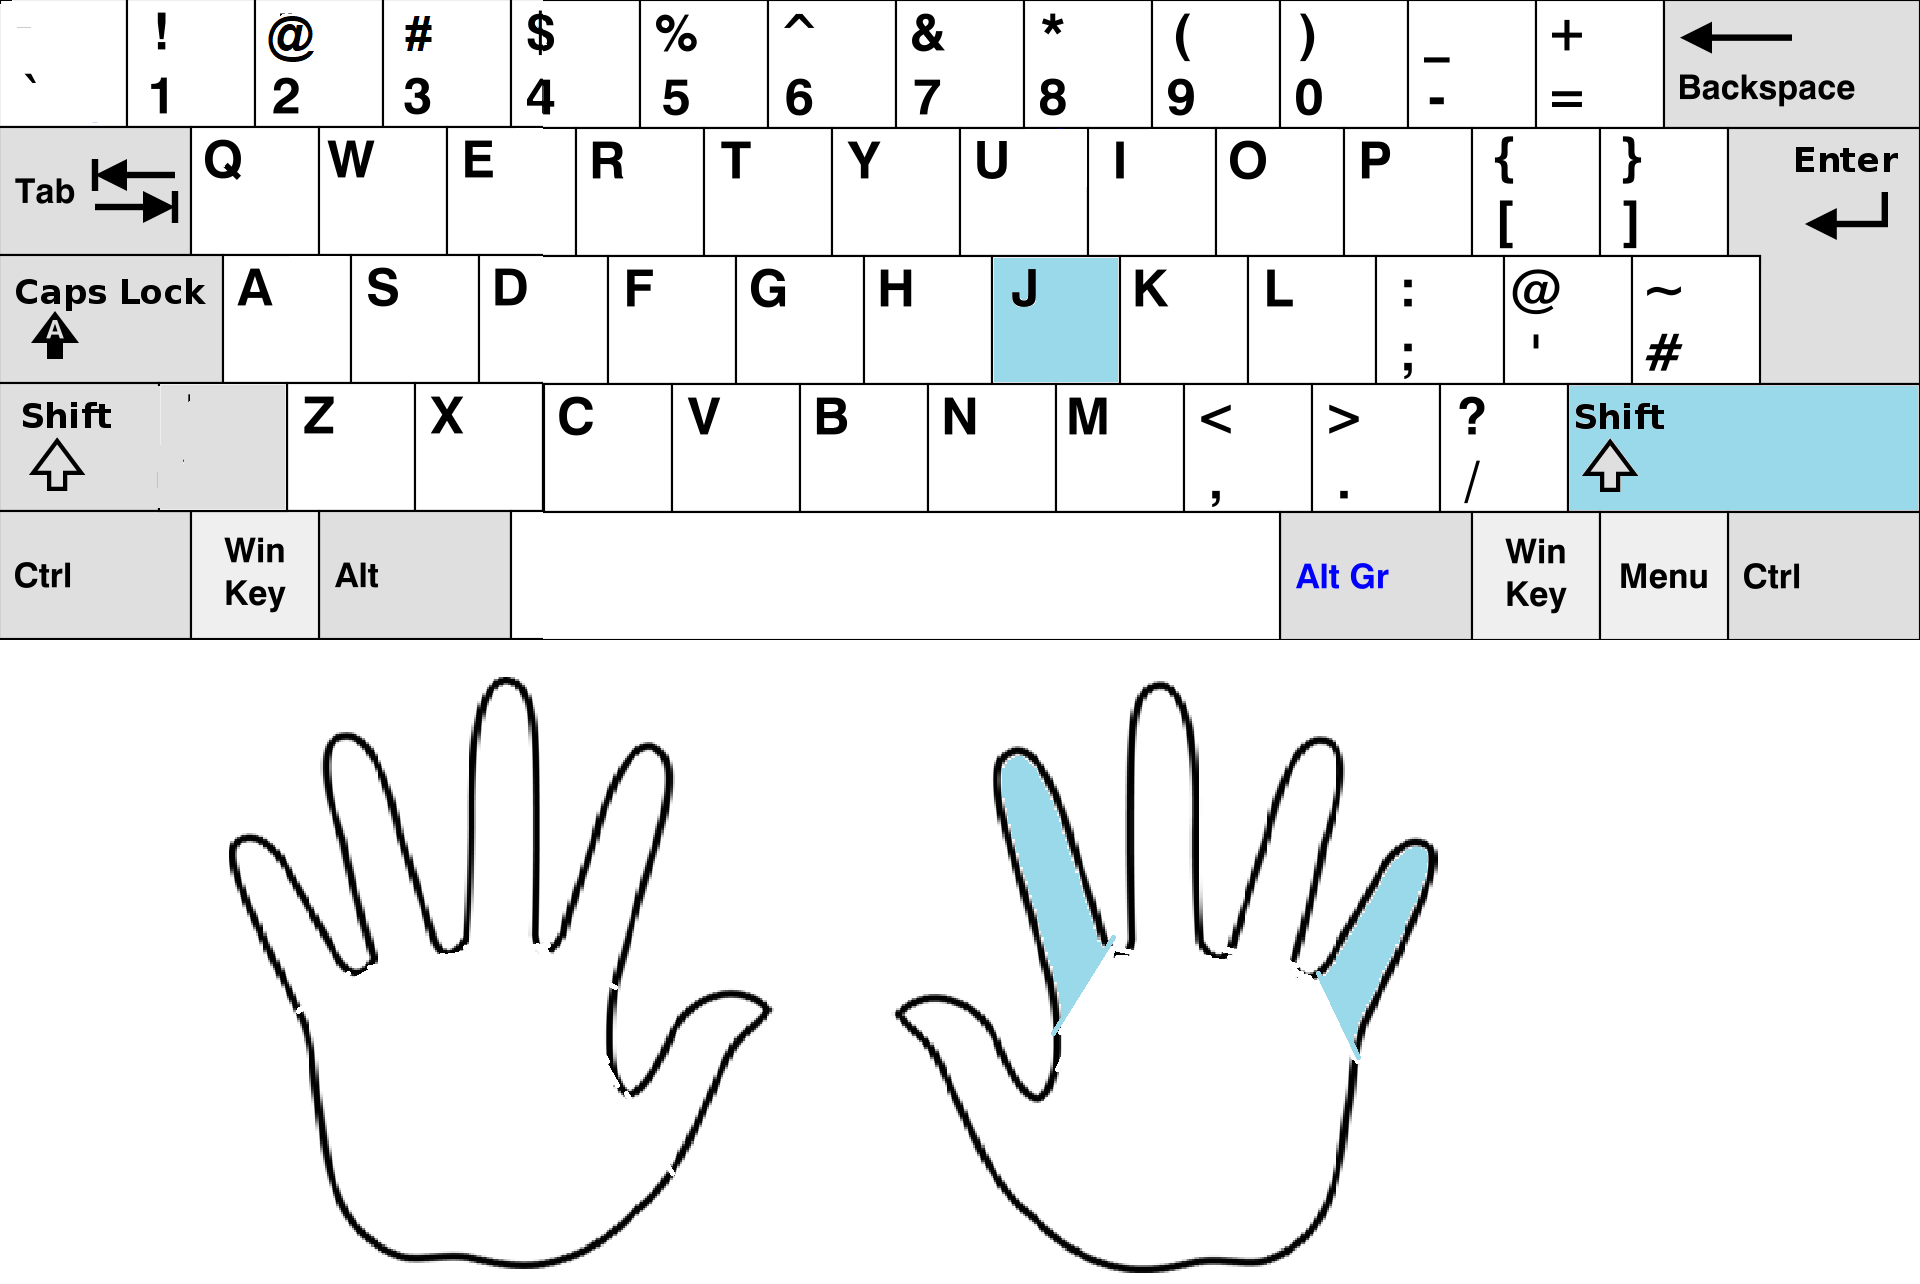 ! @ # $ % ^ & * ( ) _ +
` 1 2 3 4 5 6 7 8 9 0 - = Backspace
Tab Q W E R T Y U I O P { } Enter
[ ]
Caps Lock A S D F G H J K L : @ ~
A ; ' #
Shift Z X C V B N M < > ? Shift
, . /
Ctrl Win Key Alt Alt Gr Win Key Menu Ctrl